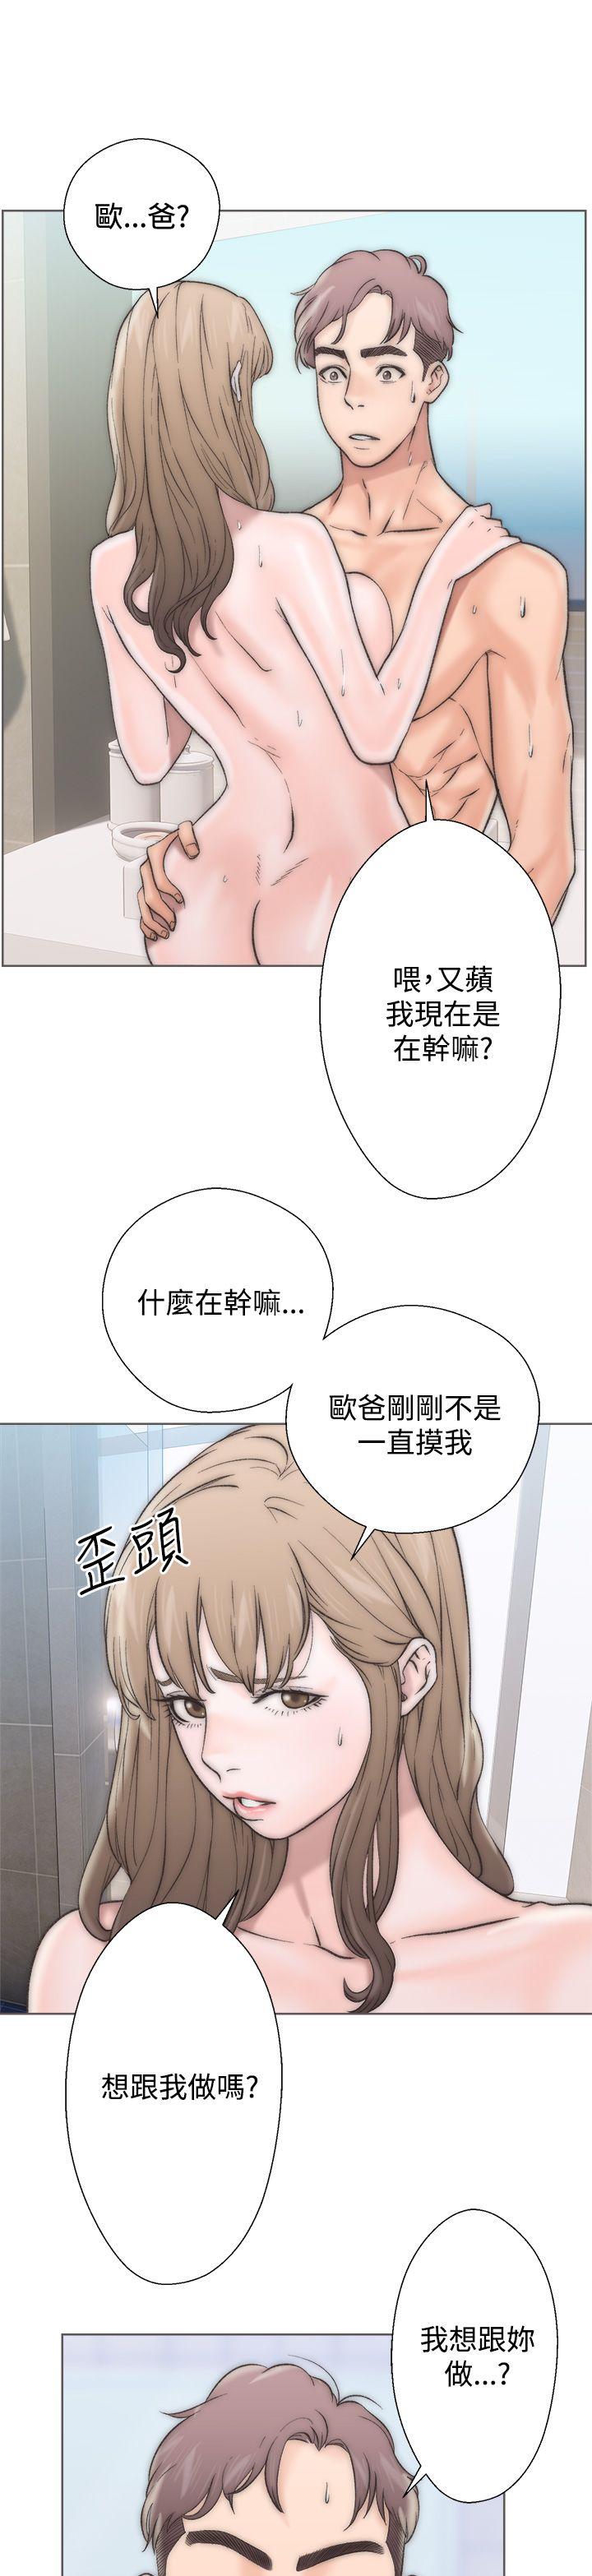 歐...爸?
喂,又蘋
我現在是
在幹嘛?
什麼在幹嘛...
歐爸剛剛不是
一直摸我
歪頭
想跟我做嗎?
我想跟妳
做...?